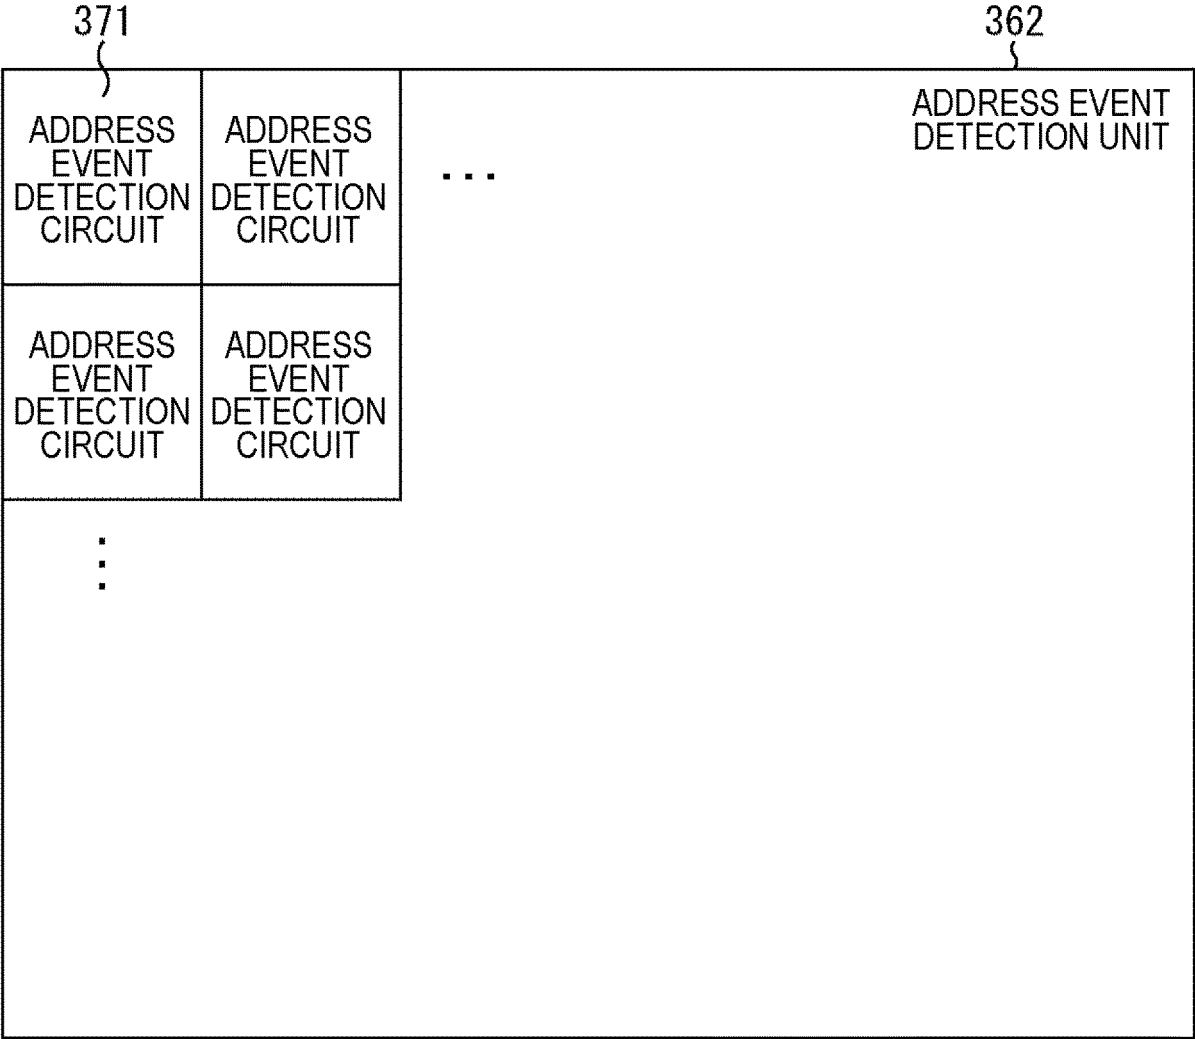 371
362
ADDRESS EVENT
DETECTION UNIT
ADDRESS
EVENT
DETECTION
CIRCUIT
ADDRESS
EVENT
DETECTION
CIRCUIT
...
ADDRESS
EVENT
DETECTION
CIRCUIT
ADDRESS
EVENT
DETECTION
CIRCUIT